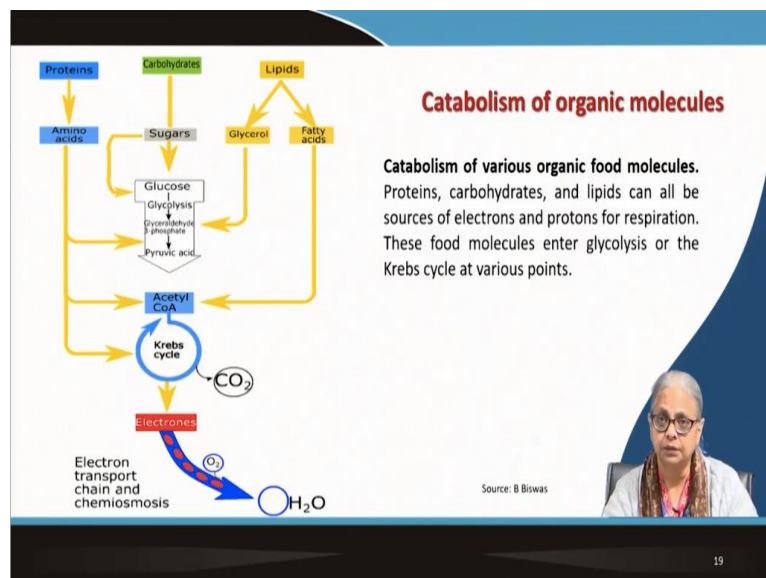 Catabolism of organic molecules
Proteins
Carbohydrates
Lipids
Amino
acids
Sugars
Glycerol
Fatty
acids
Glucose
Glycolysis
Glyceraldehyde
3-phosphate
Pyruvic acid
Acetyl
CoA
Krebs
cycle
CO2
Electrones
O2
Electron
transport
chain and
chemiosmosis
H2O
Catabolism of various organic food molecules.
Proteins, carbohydrates, and lipids can all be
sources of electrons and protons for respiration.
These food molecules enter glycolysis or the
Krebs cycle at various points.
Source: B Biswas
19